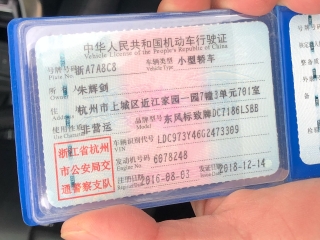 中华人民共和国机动车行驶证
Vehicle License of the People's Republic of China
号牌号码 浙A7ABC8 车辆类型 小型轿车
Plate No. Vehicle Type
所有人 朱辉剑
住址 杭州市上城区近江家园一园7幢3单元701室
Address
使用性质 非营运 品牌型号 东风标致牌DC7186LSBB
Use Character Model
浙江省杭州
市公安局交
通警察支队
车辆识别代号 LDC973Y46G2473309
VIN
发动机号码 6078248
Engine No.
注册日期 2016-08-03 发证日期 2018-12-14